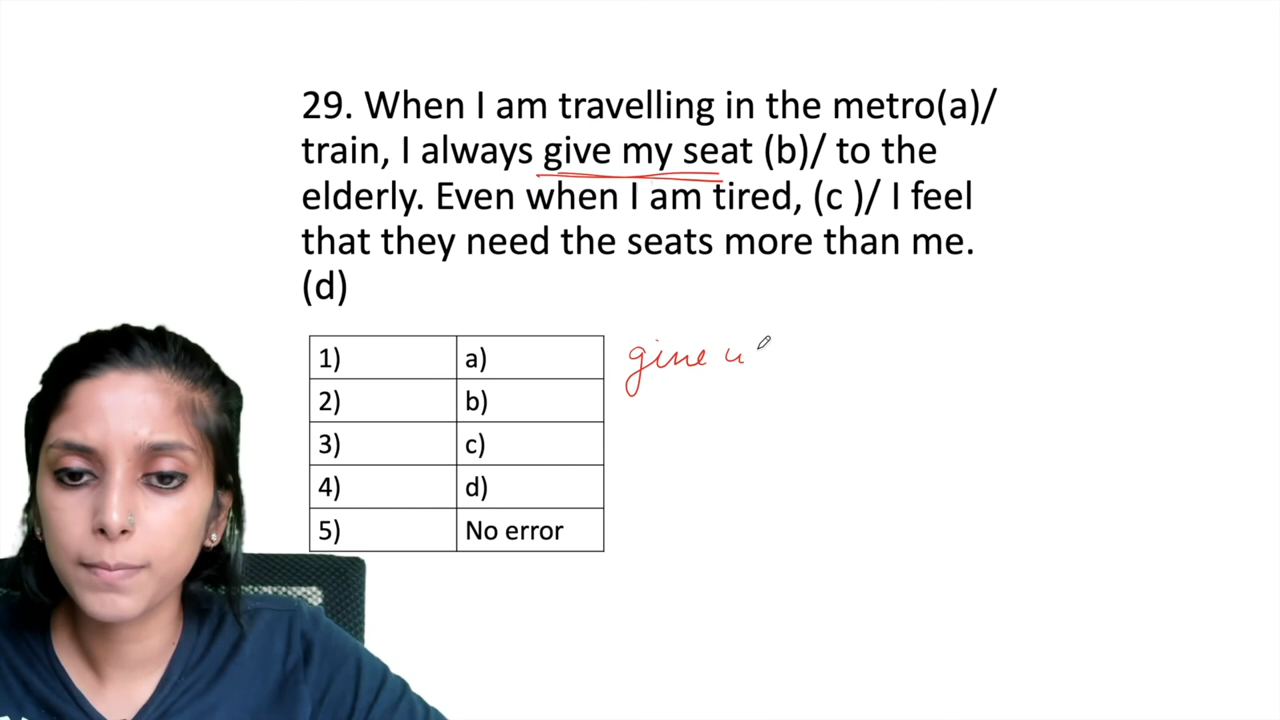 29. When I am travelling in the metro(a)/
train, I always give my seat (b)/ to the
elderly. Even when I am tired, (c )/ I feel
that they need the seats more than me.
(d)
1) a)
2) b)
3) c)
4) d)
5) No error
give u